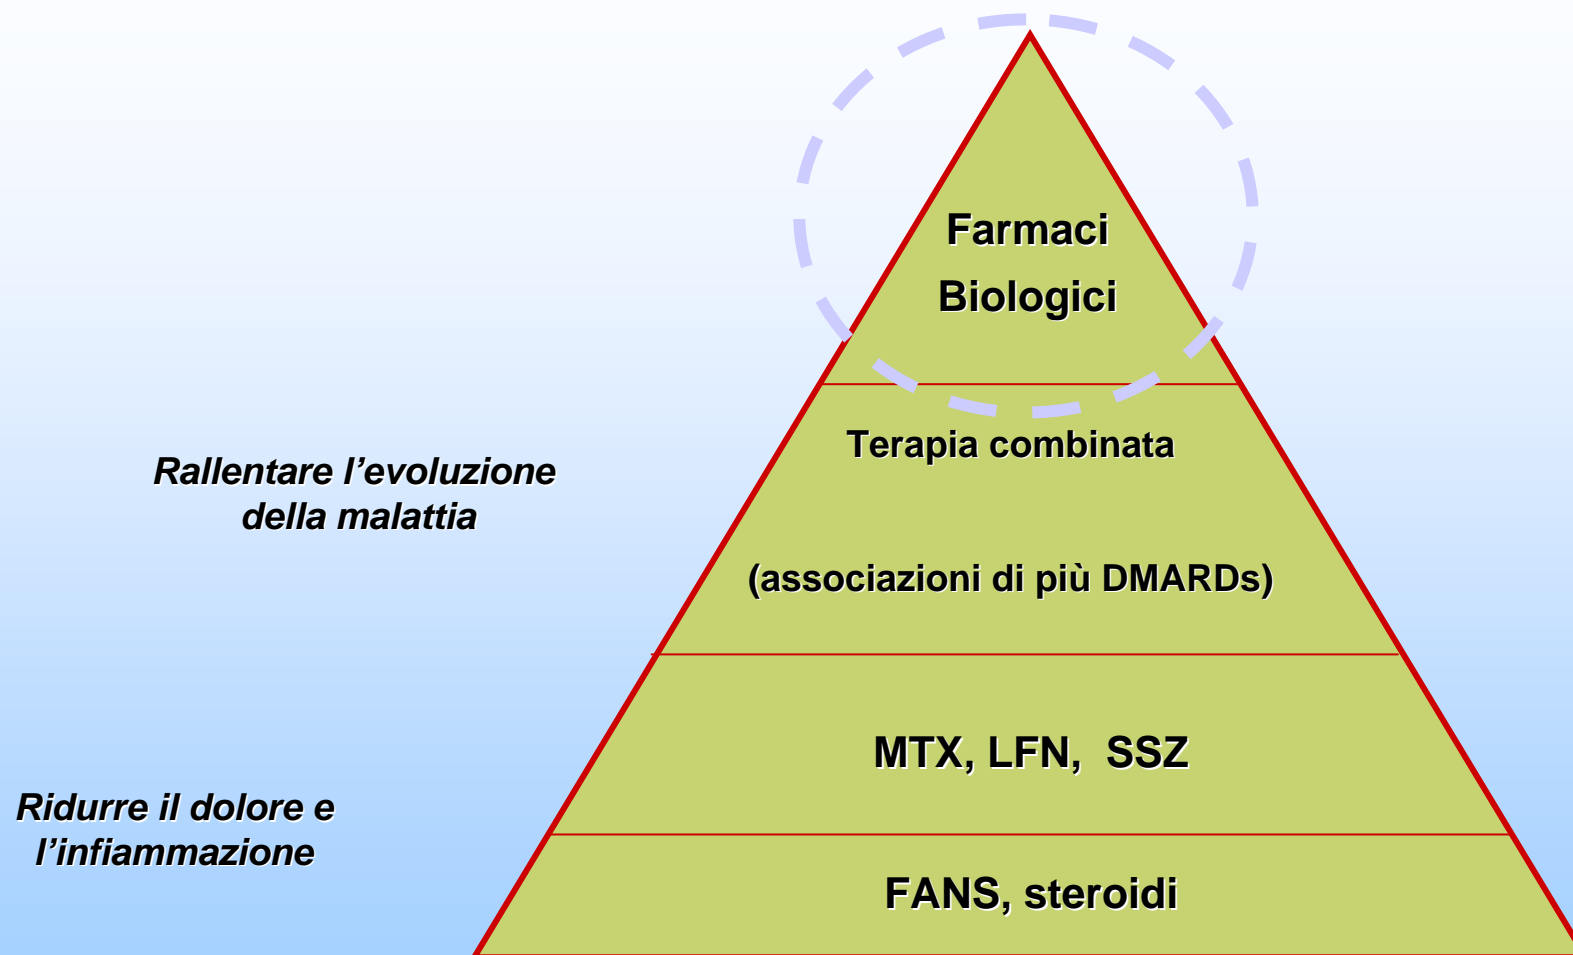 Farmaci
Biologici
Terapia combinata
Rallentare l’evoluzione
della malattia
(associazioni di più DMARDs)
MTX, LFN,  SSZ
Ridurre il dolore e
l’infiammazione
FANS, steroidi